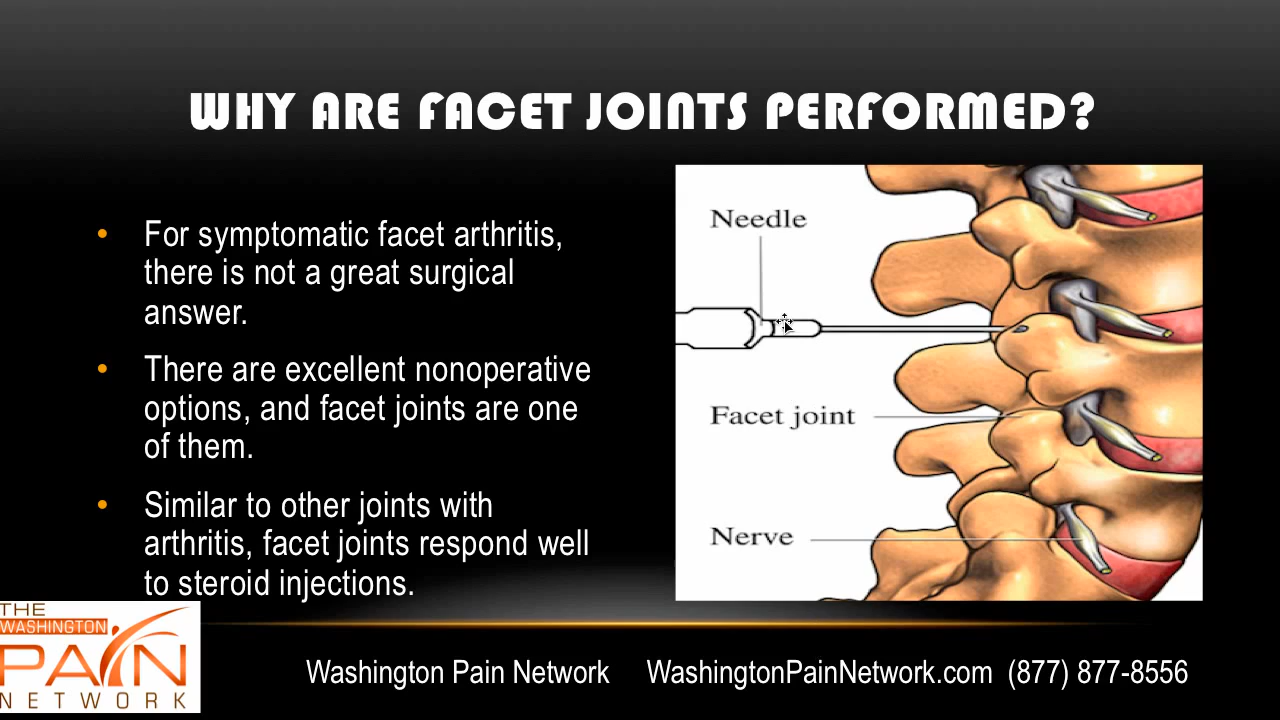 WHY ARE FACET JOINTS PERFORMED?
• For symptomatic facet arthritis,
there is not a great surgical
answer.
• There are excellent nonoperative
options, and facet joints are one
of them.
• Similar to other joints with
arthritis, facet joints respond well
to steroid injections.
Needle
Facet joint
Nerve
THE
WASHINGTON
PAIN
NETWORK
Washington Pain Network WashingtonPainNetwork.com (877) 877-8556